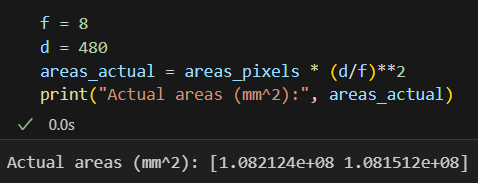 f = 8
d = 480
areas_actual = areas_pixels * (d/f)**2
print("Actual areas (mm^2):", areas_actual)
0.0s
Actual areas (mm^2): [1.082124e+08 1.081512e+08]